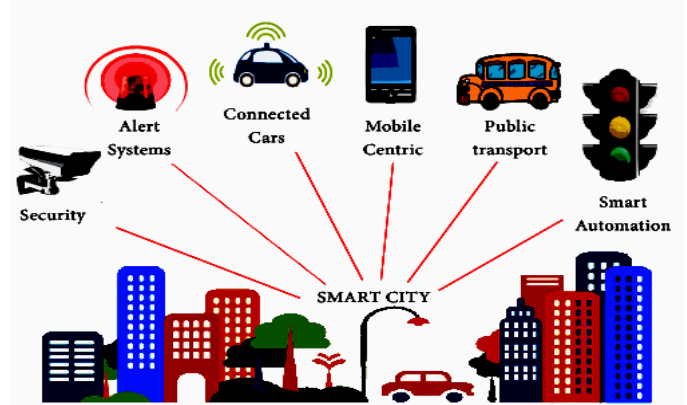 Alert
Systems
Connected
Cars
Mobile
Centric
Public
transport
Security
Smart
Automation
SMART CITY